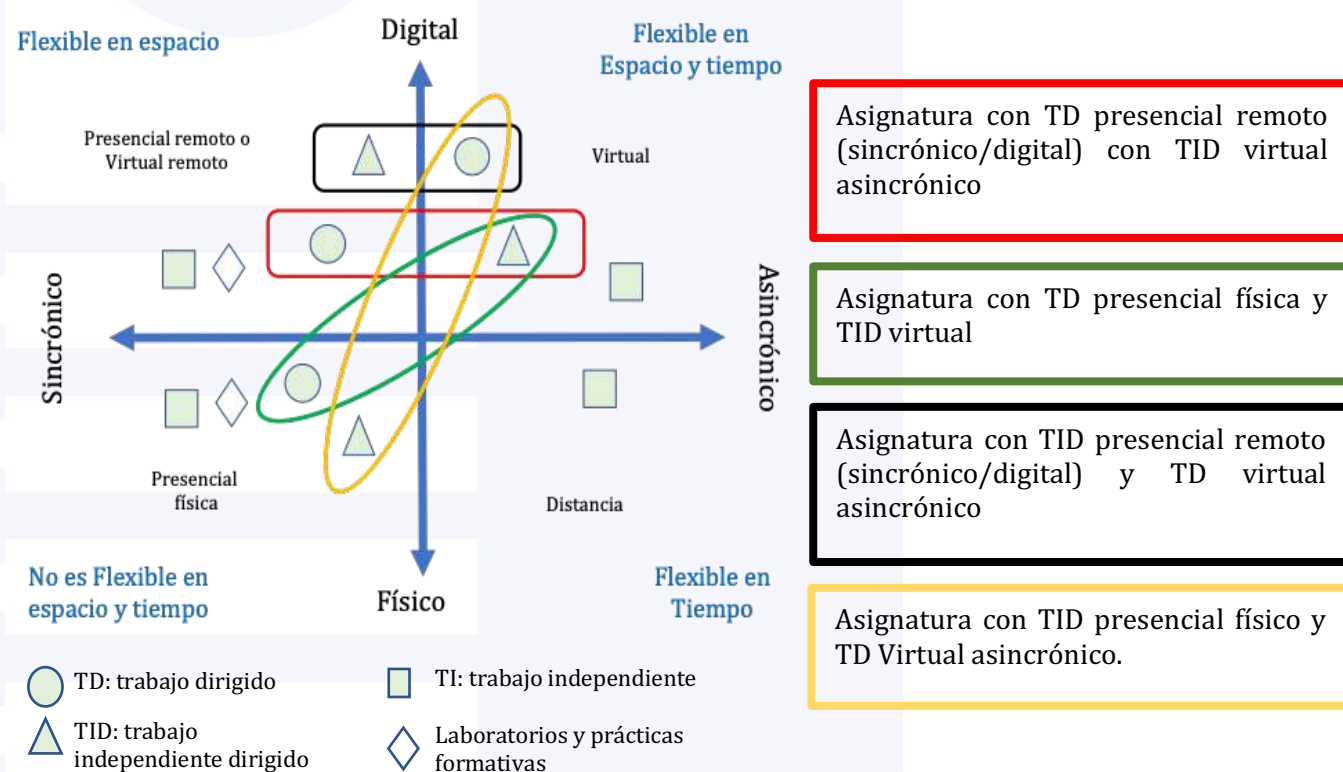 Flexible en espacio
Digital
Flexible en
Espacio y tiempo
Presencial remoto o
Virtual remoto
Virtual
Sincrónico
Asincrónico
Presencial
física
Distancia
No es Flexible en
espacio y tiempo
Físico
Flexible en
Tiempo
TD: trabajo dirigido
TI: trabajo independiente
TID: trabajo
independiente dirigido
Laboratorios y prácticas
formativas
Asignatura con TD presencial remoto
(sincrónico/digital) con TID virtual
asincrónico
Asignatura con TD presencial física y
TID virtual
Asignatura con TID presencial remoto
(sincrónico/digital) y TD virtual
asincrónico
Asignatura con TID presencial físico y
TD Virtual asincrónico.